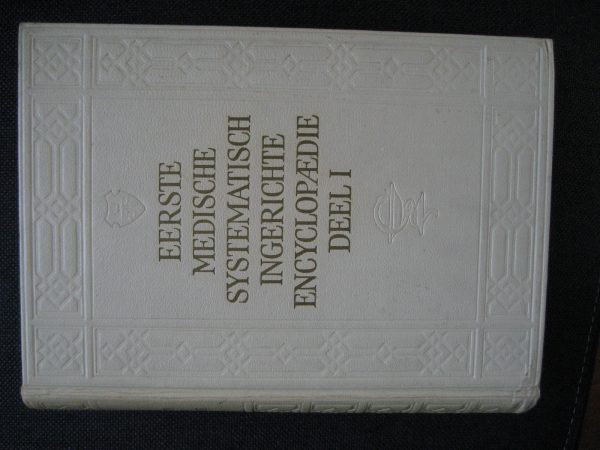 EERSTE
MEDISCHE
SYSTEMATISCH
INGERICHTE
ENCYCLOPÆDIE
DEEL I